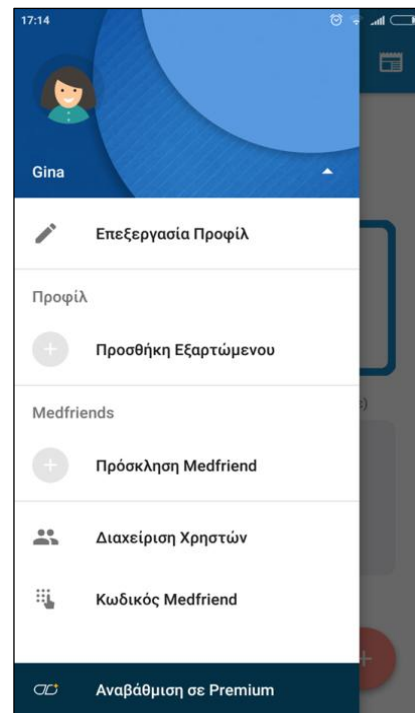 17:14
Gina
Επεξεργασία Προφίλ
Προφίλ
Προσθήκη Εξαρτώμενου
Medfriends
Πρόσκληση Medfriend
Διαχείριση Χρηστών
Κωδικός Medfriend
Αναβάθμιση σε Premium